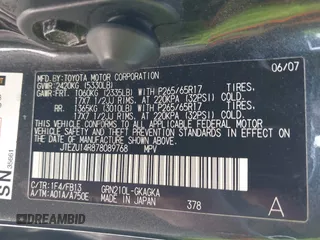 MFD. BY: TOYOTA MOTOR CORPORATION 06/07
GVWR: 2420KG (5330LB)
GAWR: FR. 1060KG (2335LB) WITH P265/65R17 TIRES,
17X7 1/2JJ RIMS, AT 220KPA (32PSI) COLD.
RR. 1365KG (3010LB) WITH P265/65R17 TIRES,
17X7 1/2JJ RIMS, AT 220KPA (32PSI) COLD.
THIS VEHICLE CONFORMS TO ALL APPLICABLE FEDERAL
MOTOR VEHICLE SAFETY STANDARDS IN EFFECT ON THE DATE OF
MANUFACTURE SHOWN ABOVE.
JTEZU14R878089768 MPV
C/TR: 1F4/FB13 GRN210L-GKAGKA
A/TM: A01A/A750E MADE IN JAPAN 378 A
SN
35661
DREAMBID